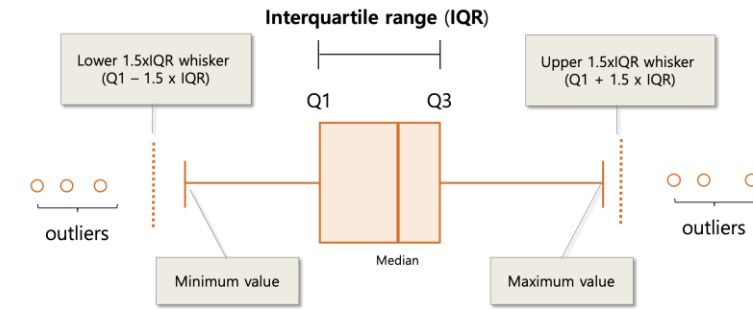 Interquartile range (IQR)
Lower 1.5xIQR whisker
(Q1 – 1.5 x IQR)
Upper 1.5xIQR whisker
(Q1 + 1.5 x IQR)
Q1
Q3
outliers
outliers
Median
Minimum value
Maximum value